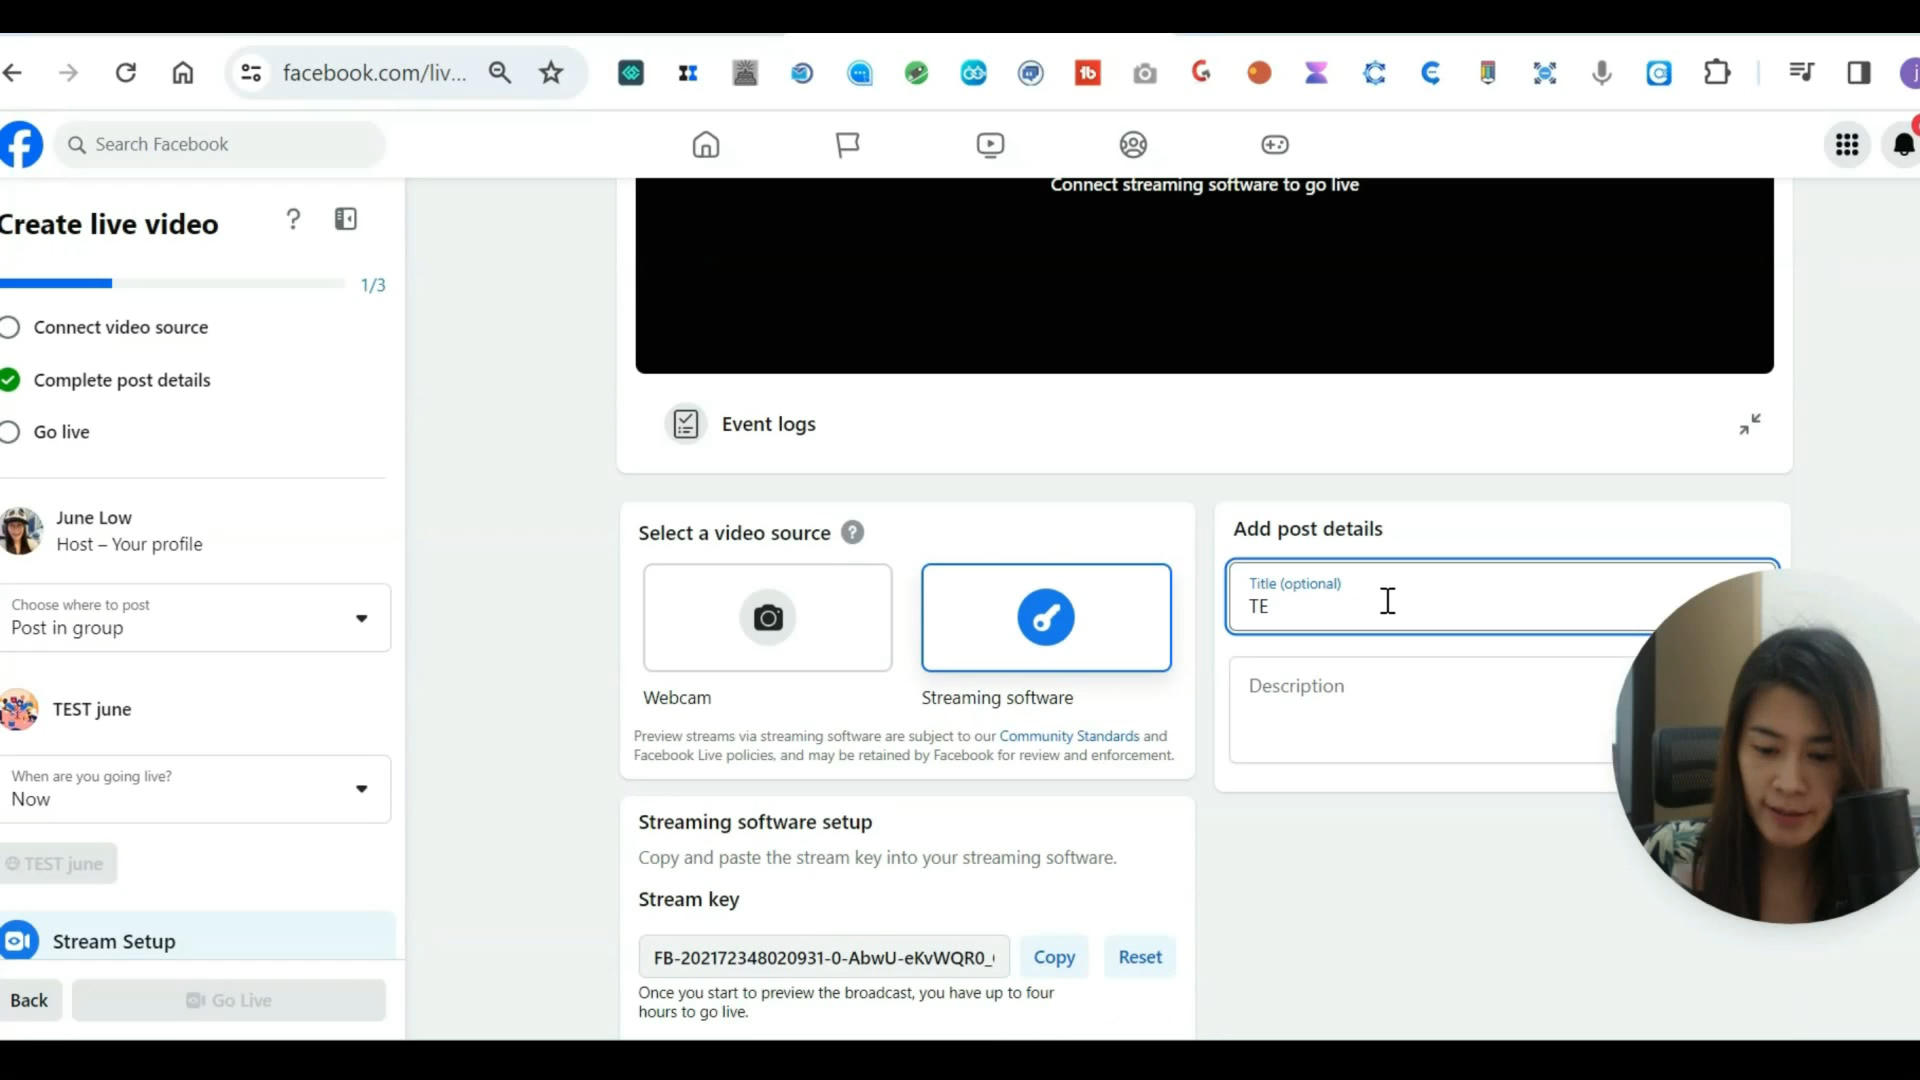 facebook.com/liv...
Search Facebook
Create live video
1/3
Connect video source
Complete post details
Go live
June Low
Host – Your profile
Choose where to post
Post in group
TEST june
When are you going live?
Now
TEST june
Stream Setup
Back
Go Live
Connect streaming software to go live
Event logs
Select a video source
Webcam
Streaming software
Preview streams via streaming software are subject to our Community Standards and
Facebook Live policies, and may be retained by Facebook for review and enforcement.
Streaming software setup
Copy and paste the stream key into your streaming software.
Stream key
FB-202172348020931-0-AbwU-eKvWQR0_
Copy
Reset
Once you start to preview the broadcast, you have up to four
hours to go live.
Add post details
Title (optional)
TE
Description